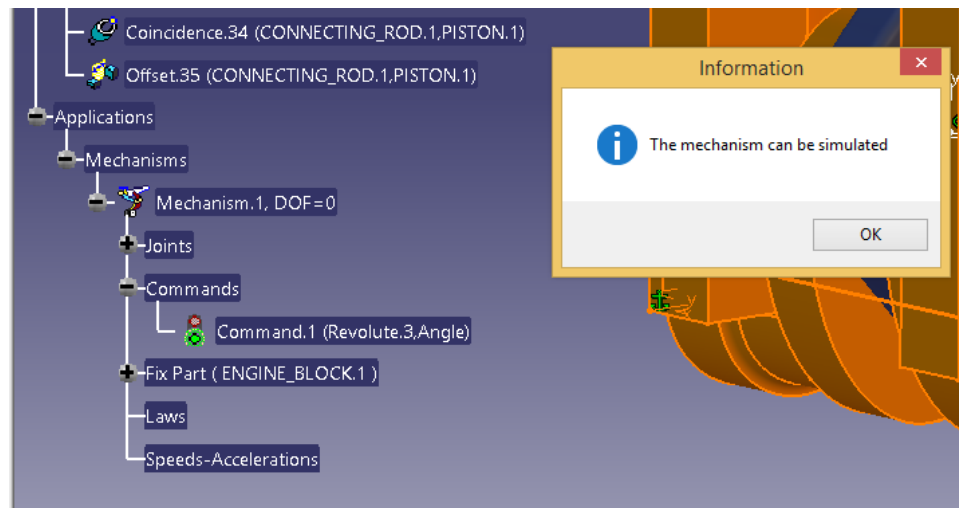 Coincidence.34 (CONNECTING_ROD.1,PISTON.1)
Offset.35 (CONNECTING_ROD.1,PISTON.1)
Applications
Mechanisms
Mechanism.1, DOF=0
Joints
Commands
Command.1 (Revolute.3,Angle)
Fix Part ( ENGINE_BLOCK.1 )
Laws
Speeds-Accelerations
Information
The mechanism can be simulated
OK
y
y